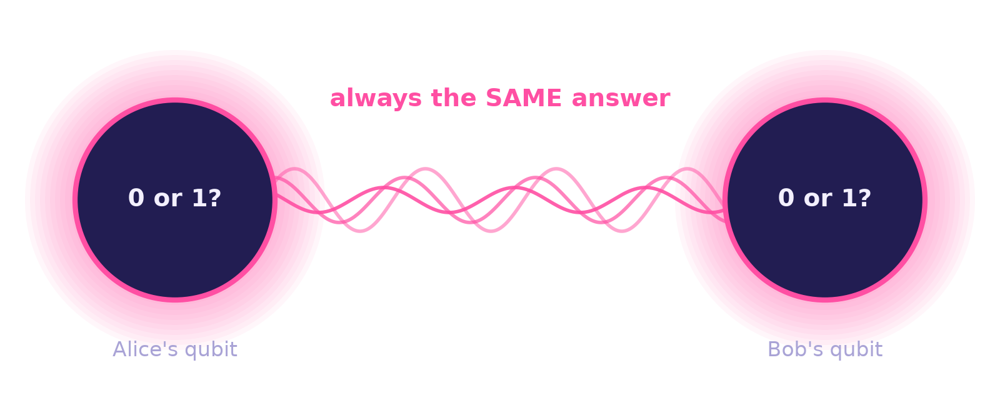 always the SAME answer
0 or 1?
0 or 1?
Alice's qubit
Bob's qubit